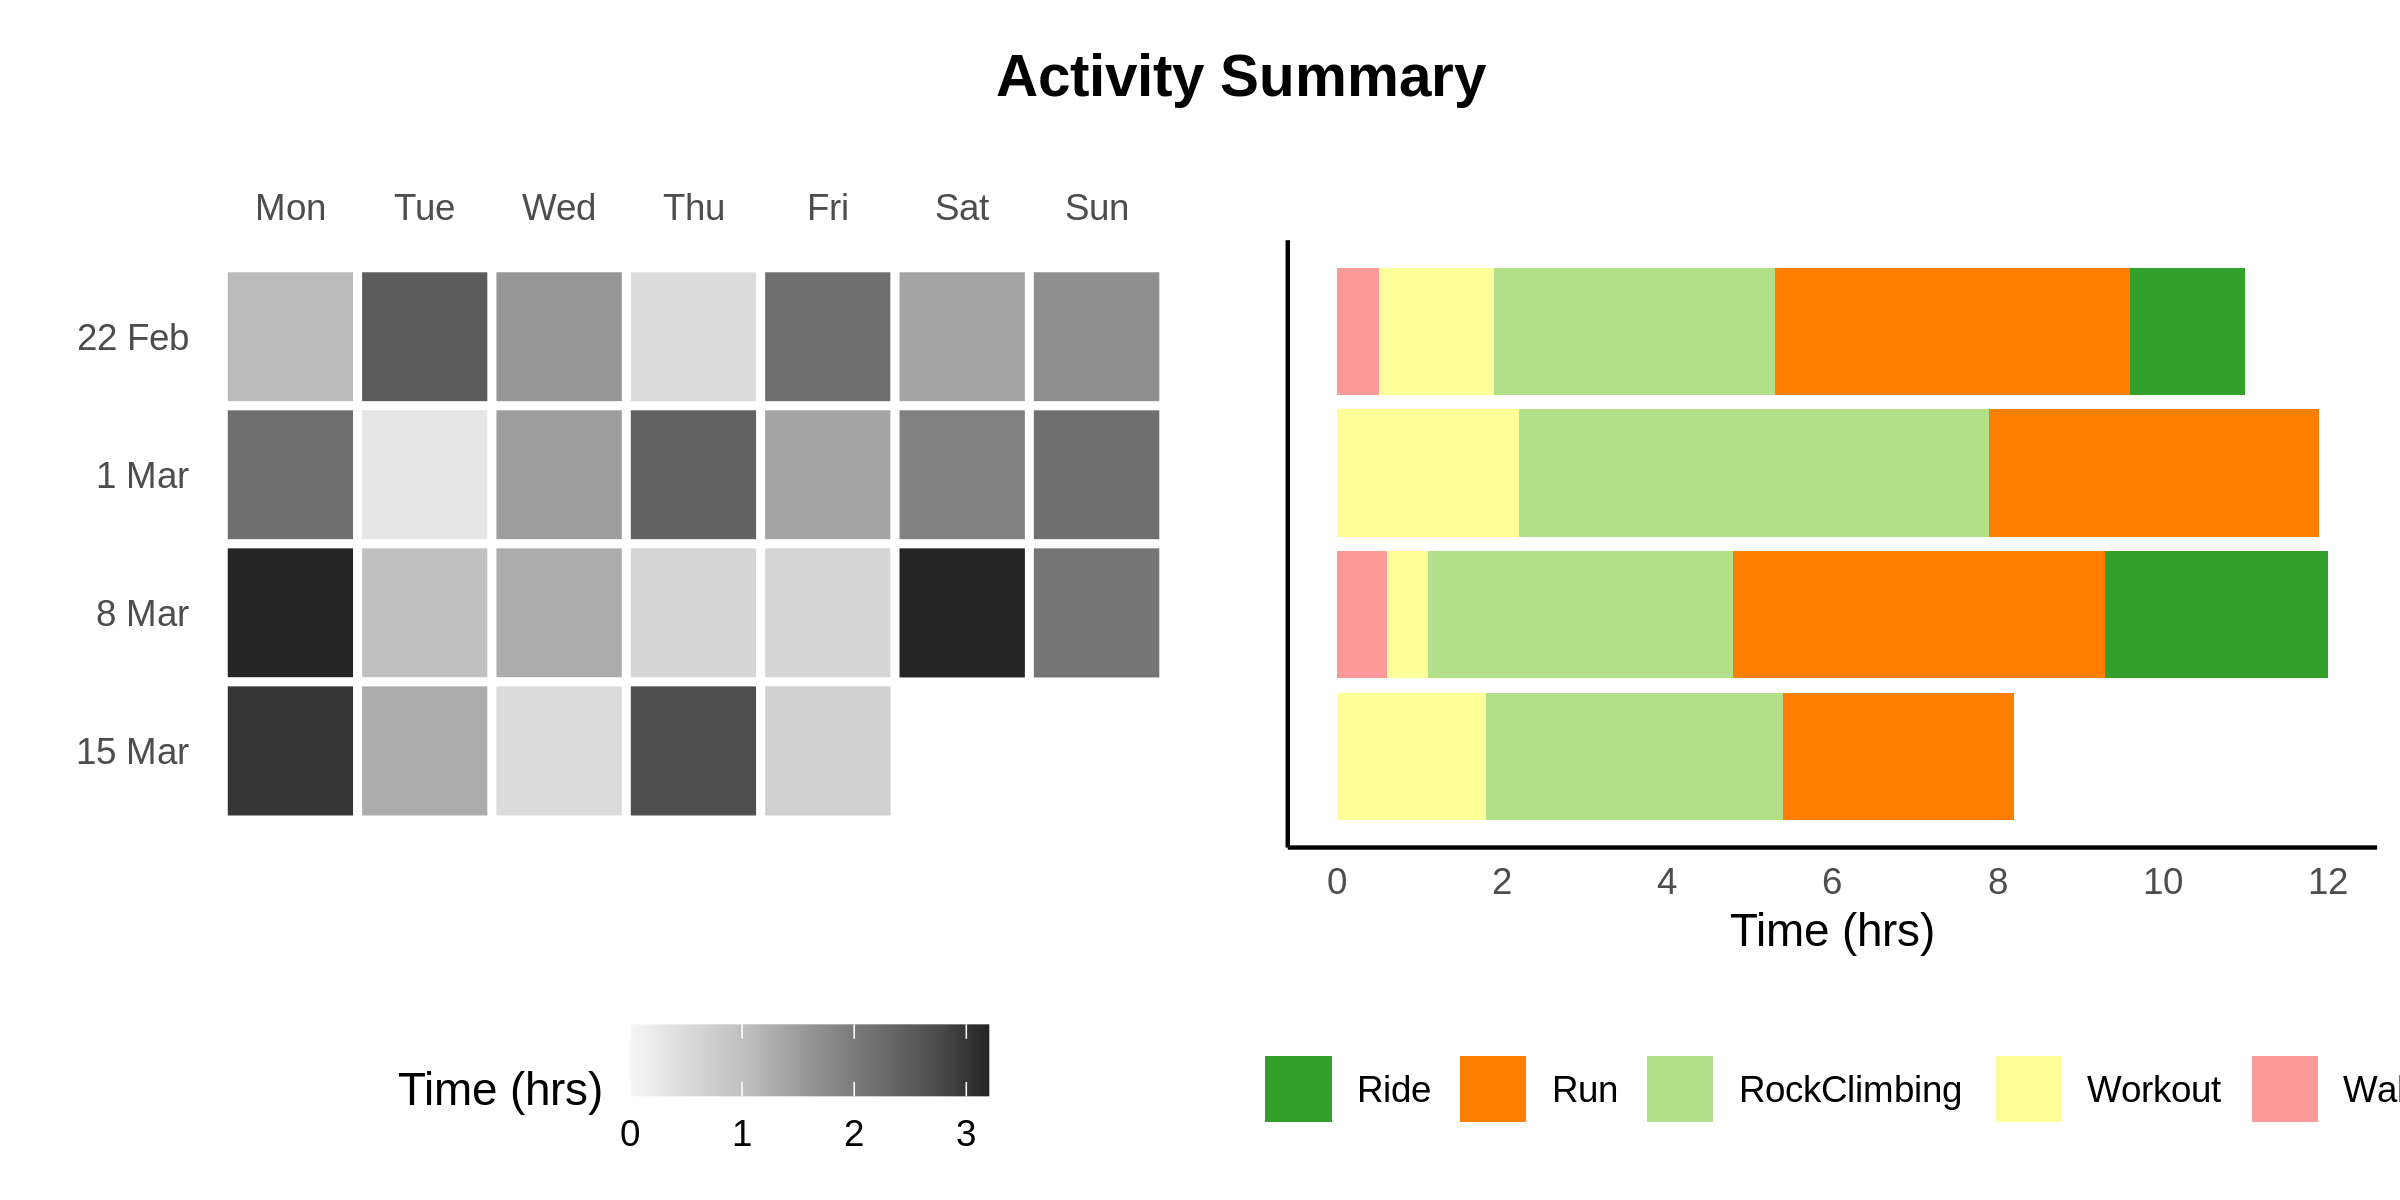 Activity Summary
Mon Tue Wed Thu Fri Sat Sun
22 Feb
1 Mar
8 Mar
15 Mar
0 2 4 6 8 10 12
Time (hrs)
Time (hrs)
0 1 2 3
Ride Run RockClimbing Workout